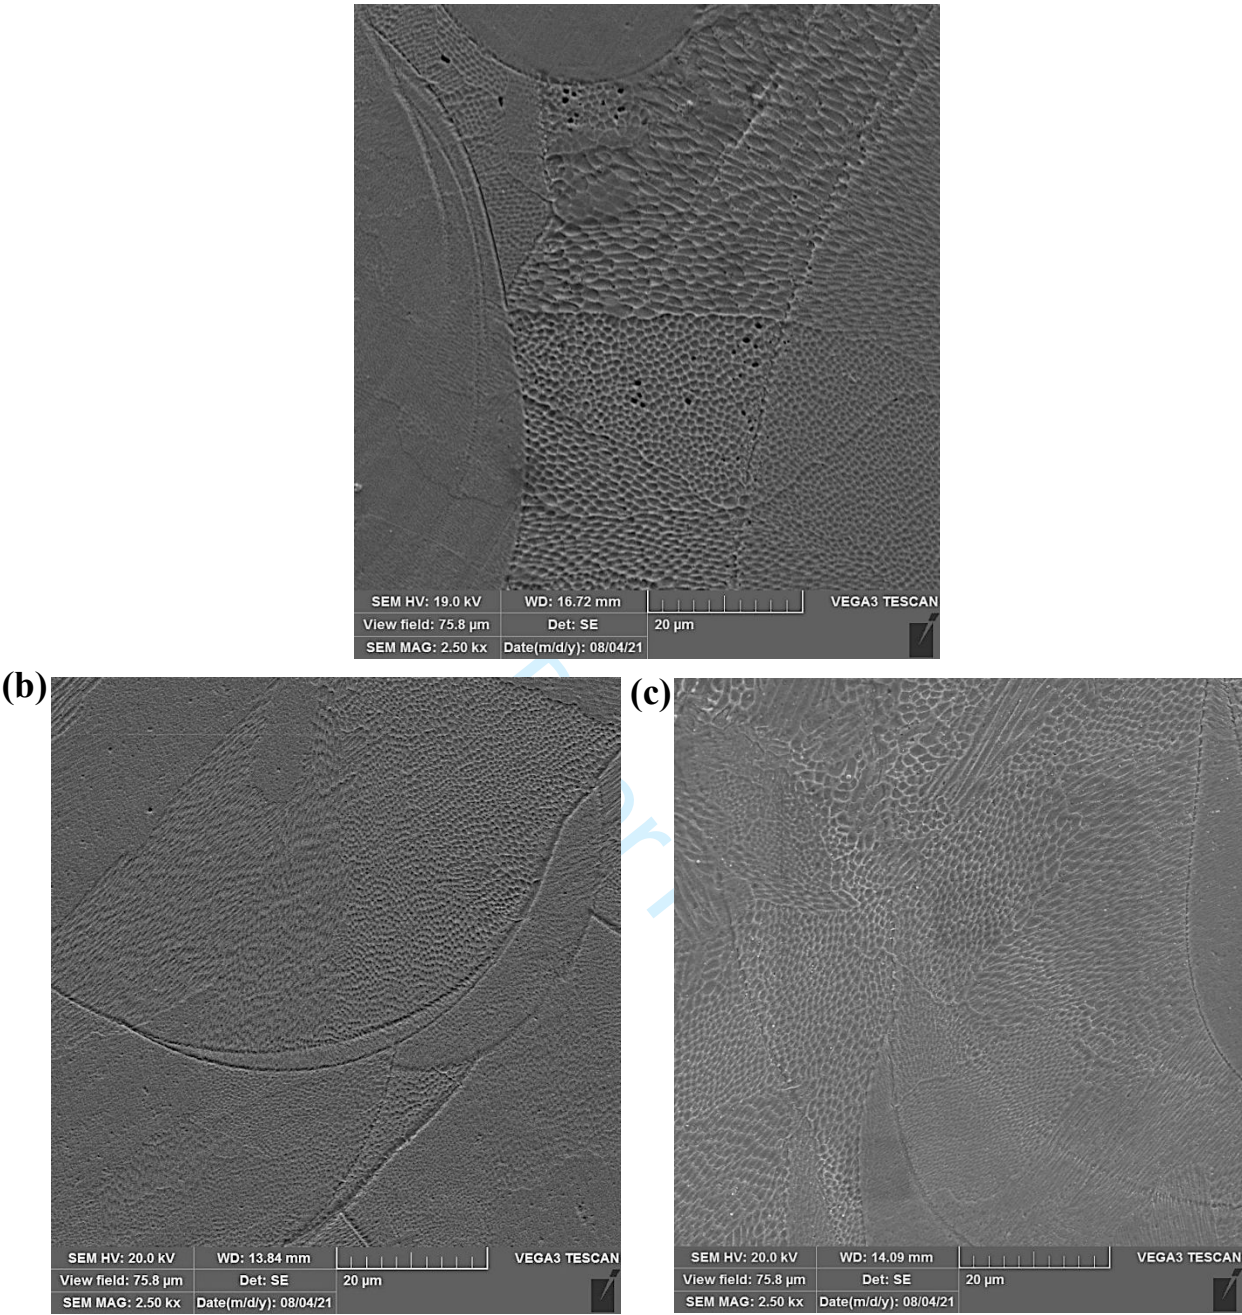 SEM HV: 19.0 kV WD: 16.72 mm VEGA3 TESCAN
View field: 75.8 µm Det: SE 20 µm
SEM MAG: 2.50 kx Date(m/d/y): 08/04/21
(b) (c)
SEM HV: 20.0 kV WD: 13.84 mm VEGA3 TESCAN
View field: 75.8 µm Det: SE 20 µm
SEM MAG: 2.50 kx Date(m/d/y): 08/04/21
SEM HV: 20.0 kV WD: 14.09 mm VEGA3 TESCAN
View field: 75.8 µm Det: SE 20 µm
SEM MAG: 2.50 kx Date(m/d/y): 08/04/21